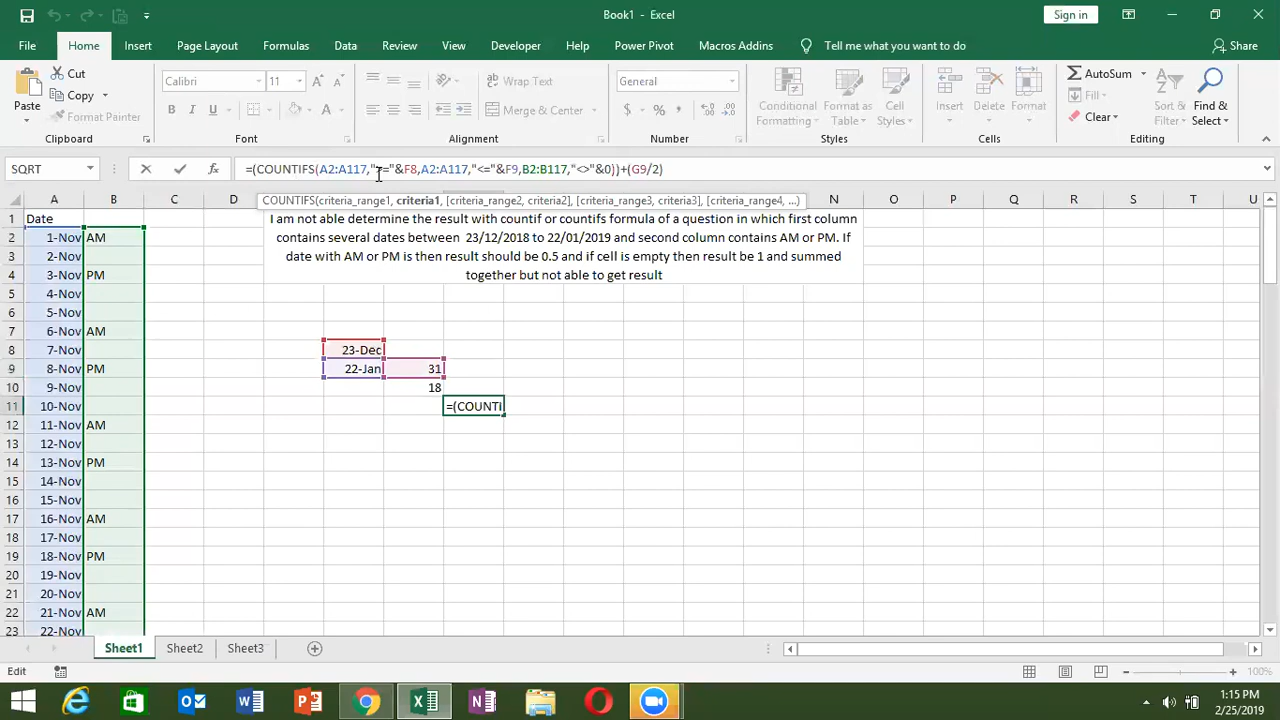 Book1 - Excel
Sign in
File Home Insert Page Layout Formulas Data Review View Developer Help Power Pivot Macros Addins Tell me what you want to do Share
Paste Cut Copy Format Painter
Calibri 11
B I U
Wrap Text
Merge & Center
General
$ % ,
Conditional Formatting Format as Table Cell Styles
Insert Delete Format
AutoSum Fill Clear
Sort & Filter Find & Select
Clipboard Font Alignment Number Styles Cells Editing
SQRT fx =(COUNTIFS(A2:A117,">="&F8,A2:A117,"<="&F9,B2:B117,"<>"&0))+(G9/2)
COUNTIFS(criteria_range1, criteria1, [criteria_range2, criteria2], [criteria_range3, criteria3], [criteria_range4, ...)
A B C D N O P Q R S T U
1 Date I am not able determine the result with countif or countifs formula of a question in which first column
2 1-Nov AM contains several dates between 23/12/2018 to 22/01/2019 and second column contains AM or PM. If
3 2-Nov date with AM or PM is then result should be 0.5 and if cell is empty then result be 1 and summed
4 3-Nov PM together but not able to get result
5 4-Nov
6 5-Nov
7 6-Nov AM
8 7-Nov 23-Dec
9 8-Nov PM 22-Jan 31
10 9-Nov 18
11 10-Nov =(COUNTI
12 11-Nov AM
13 12-Nov
14 13-Nov PM
15 14-Nov
16 15-Nov
17 16-Nov AM
18 17-Nov
19 18-Nov PM
20 19-Nov
21 20-Nov
22 21-Nov AM
23 22-Nov
Sheet1 Sheet2 Sheet3
Edit 100%
1:15 PM
2/25/2019